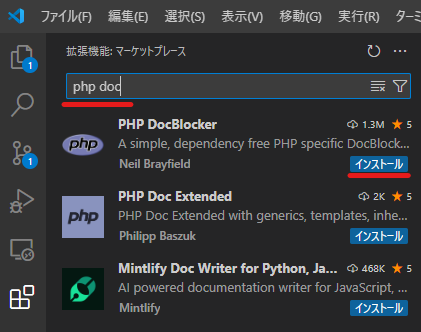 ファイル(F) 編集(E) 選択(S) 表示(V) 移動(G) 実行(R) ターミ
拡張機能: マーケットプレース
php doc
PHP DocBlocker 1.3M 5
A simple, dependency free PHP specific DocBlock...
Neil Brayfield インストール
php
PHP Doc Extended 2K 5
PHP Doc Extended with generics, templates, inhe...
Philipp Baszuk インストール
php
Mintlify Doc Writer for Python, Ja... 468K 5
AI powered documentation writer for JavaScript, ...
Mintlify インストール
1
1